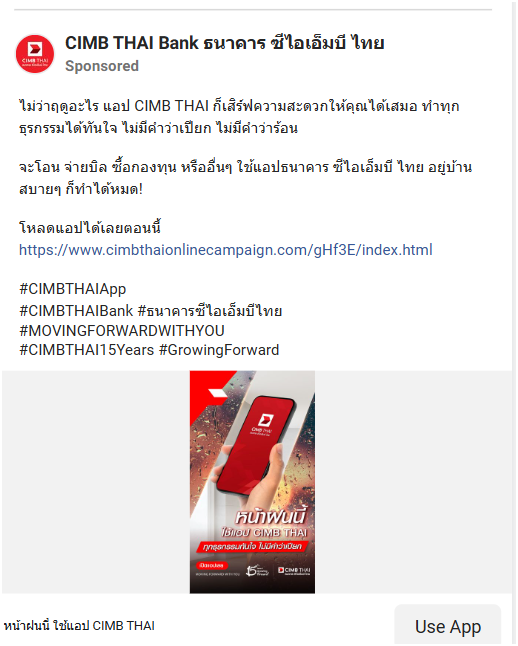 CIMB THAI Bank ธนาคาร ซีไอเอ็มบี ไทย
Sponsored
ไม่ว่าฤดูอะไร แอป CIMB THAI ก็เสิร์ฟความสะดวกให้คุณได้เสมอ ทำทุก
ธุรกรรมได้ทันใจ ไม่มีคำว่าเปียก ไม่มีคำว่าร้อน
จะโอน จ่ายบิล ซื้อกองทุน หรืออื่นๆ ใช้แอปธนาคาร ซีไอเอ็มบี ไทย อยู่บ้าน
สบายๆ ก็ทำได้หมด!
โหลดแอปได้เลยตอนนี้
https://www.cimbthaionlinecampaign.com/gHf3E/index.html
#CIMBTHAIApp
#CIMBTHAIBank #ธนาคารซีไอเอ็มบีไทย
#MOVINGFORWARDWITHYOU
#CIMBTHAI15Years #GrowingForward
CIMB THAI
หน้าฝนนี้
ใช้แอป CIMB THAI
ทุกธุรกรรมทันใจ ไม่มีคำว่าเปียก
MOVING FORWARD WITH YOU
15
CIMB THAI
หน้าฝนนี้ ใช้แอป CIMB THAI
Use App